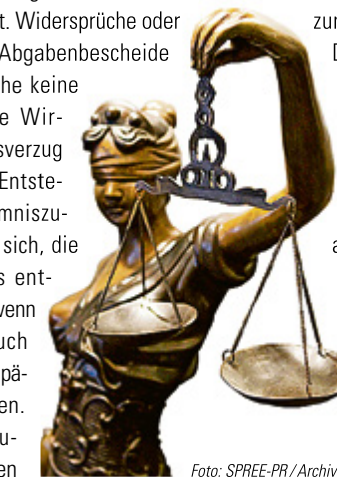 t. Widersprüche oder
Abgabenbescheide
he keine
e Wir-
sverzug
Entste-
mniszu-
sich, die
s ent-
wenn
uch
pä-
en.
u-
en
zur
Foto: SPREE-PR / Archiv